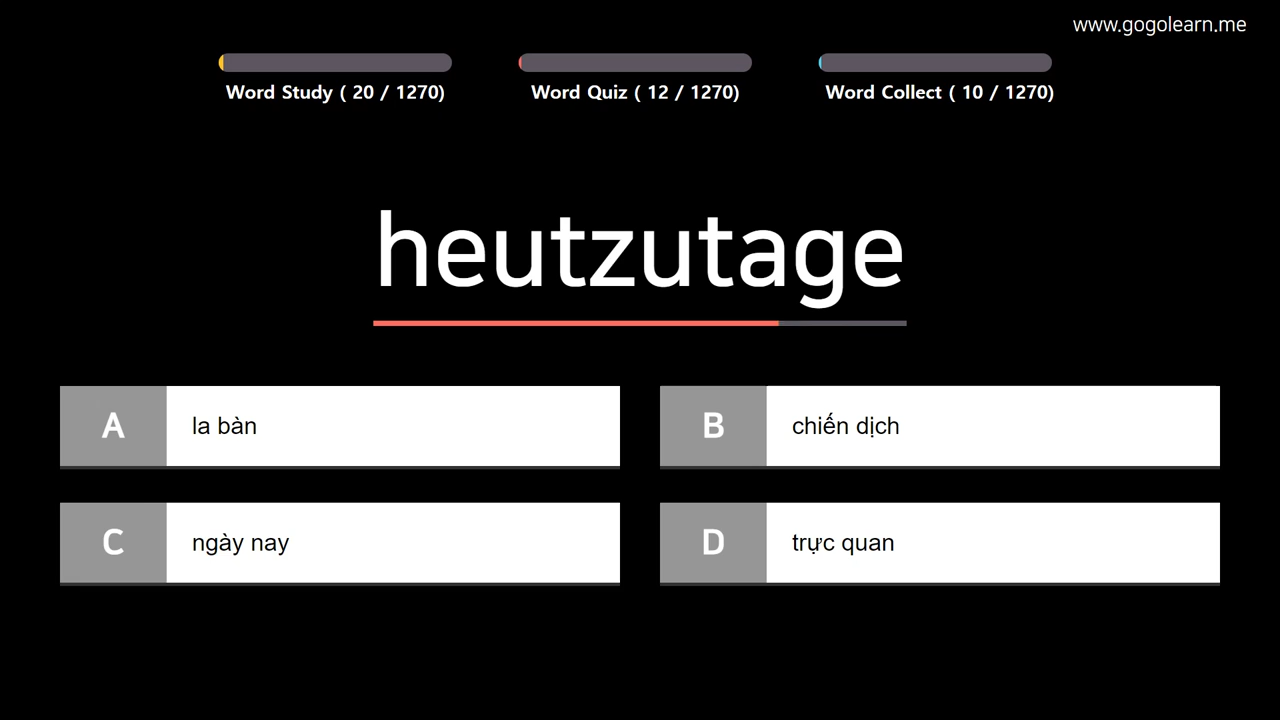 www.gogolearn.me
Word Study ( 20 / 1270)
Word Quiz ( 12 / 1270)
Word Collect ( 10 / 1270)
heutzutage
A la bàn
B chiến dịch
C ngày nay
D trực quan